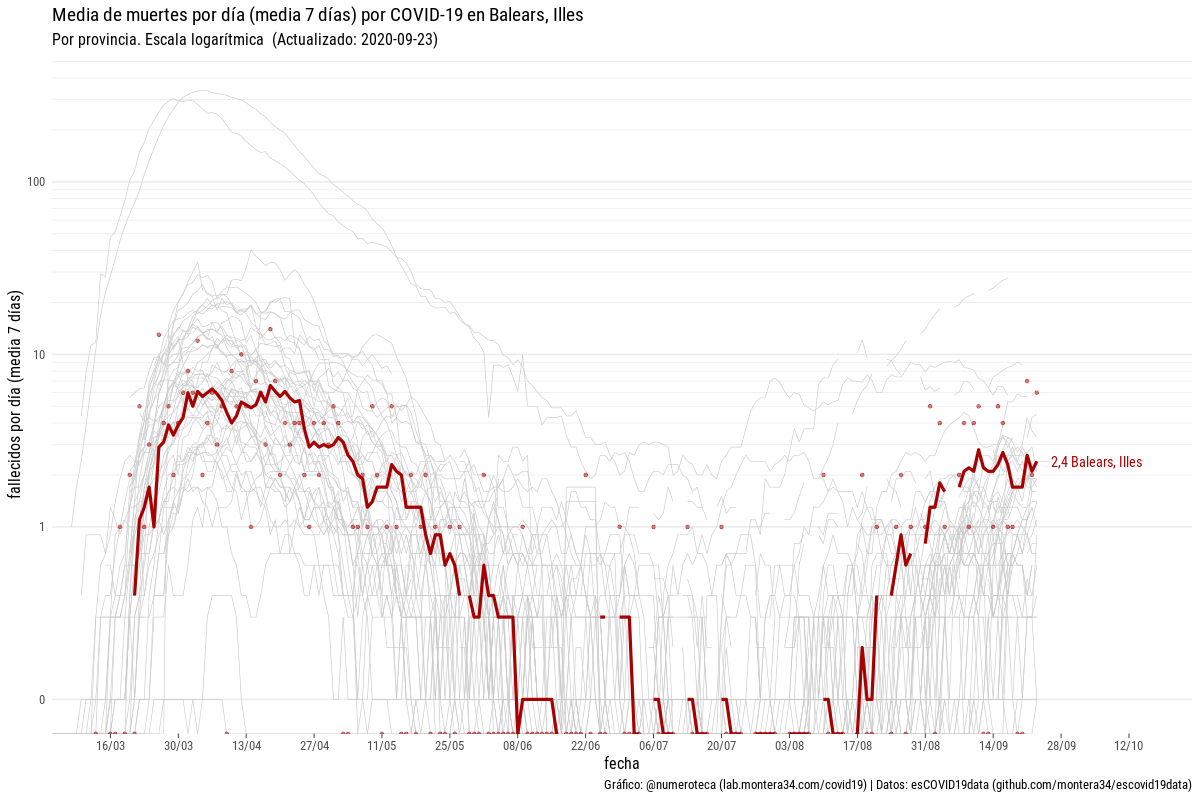 Media de muertes por día (media 7 días) por COVID-19 en Balears, Illes
Por provincia. Escala logarítmica (Actualizado: 2020-09-23)
fallecidos por día (media 7 días)
100
10
1
0
2,4 Balears, Illes
16/03 30/03 13/04 27/04 11/05 25/05 08/06 22/06 06/07 20/07 03/08 17/08 31/08 14/09 28/09 12/10
fecha
Gráfico: @numeroteca (lab.montera34.com/covid19) | Datos: esCOVID19data (github.com/montera34/escovid19data)